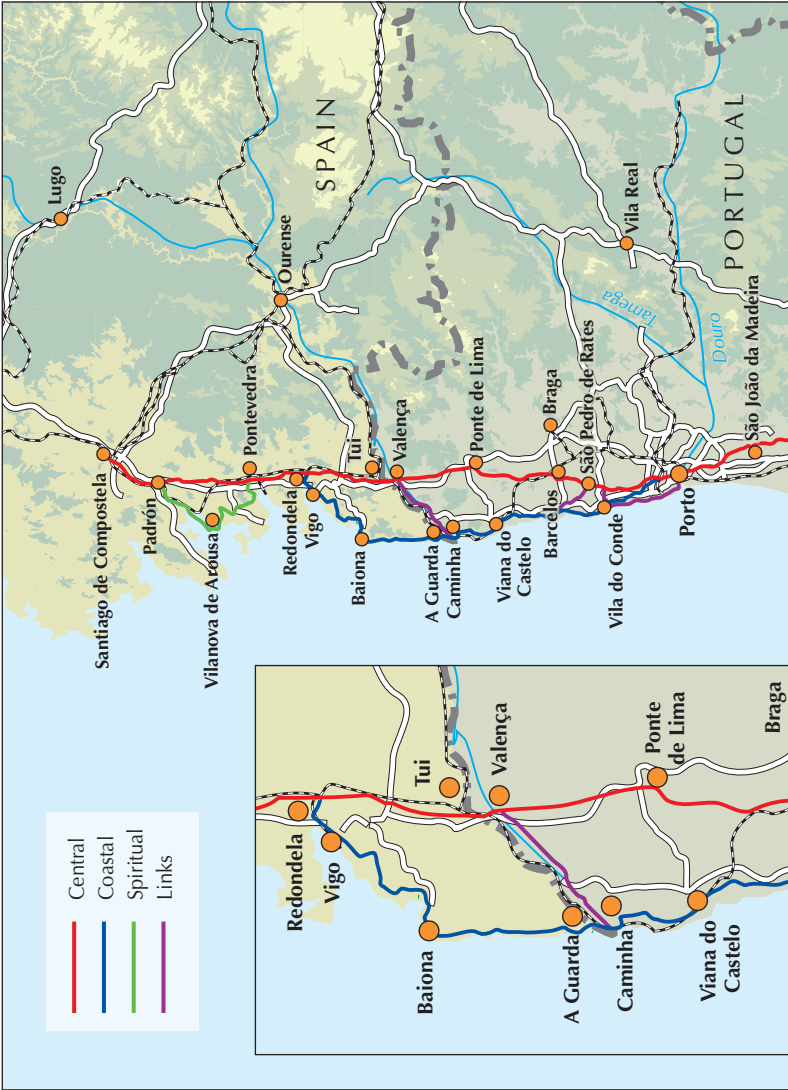 Santiago de Compostela
Padrón
Vilanova de Arousa
Pontevedra
Lugo
Ourense
SPAIN
Redondela
Vigo
Tui
Baiona
Valença
A Guarda
Caminha
Ponte de Lima
Viana do
Castelo
Braga
Barcelos
São Pedro de Rates
Vila do Conde
Porto
Vila Real
Tamega
Douro
PORTUGAL
São João da Madeira
Central
Coastal
Spiritual
Links
Redondela
Vigo
Tui
Baiona
Valença
A Guarda
Caminha
Ponte
de Lima
Viana do
Castelo
Braga